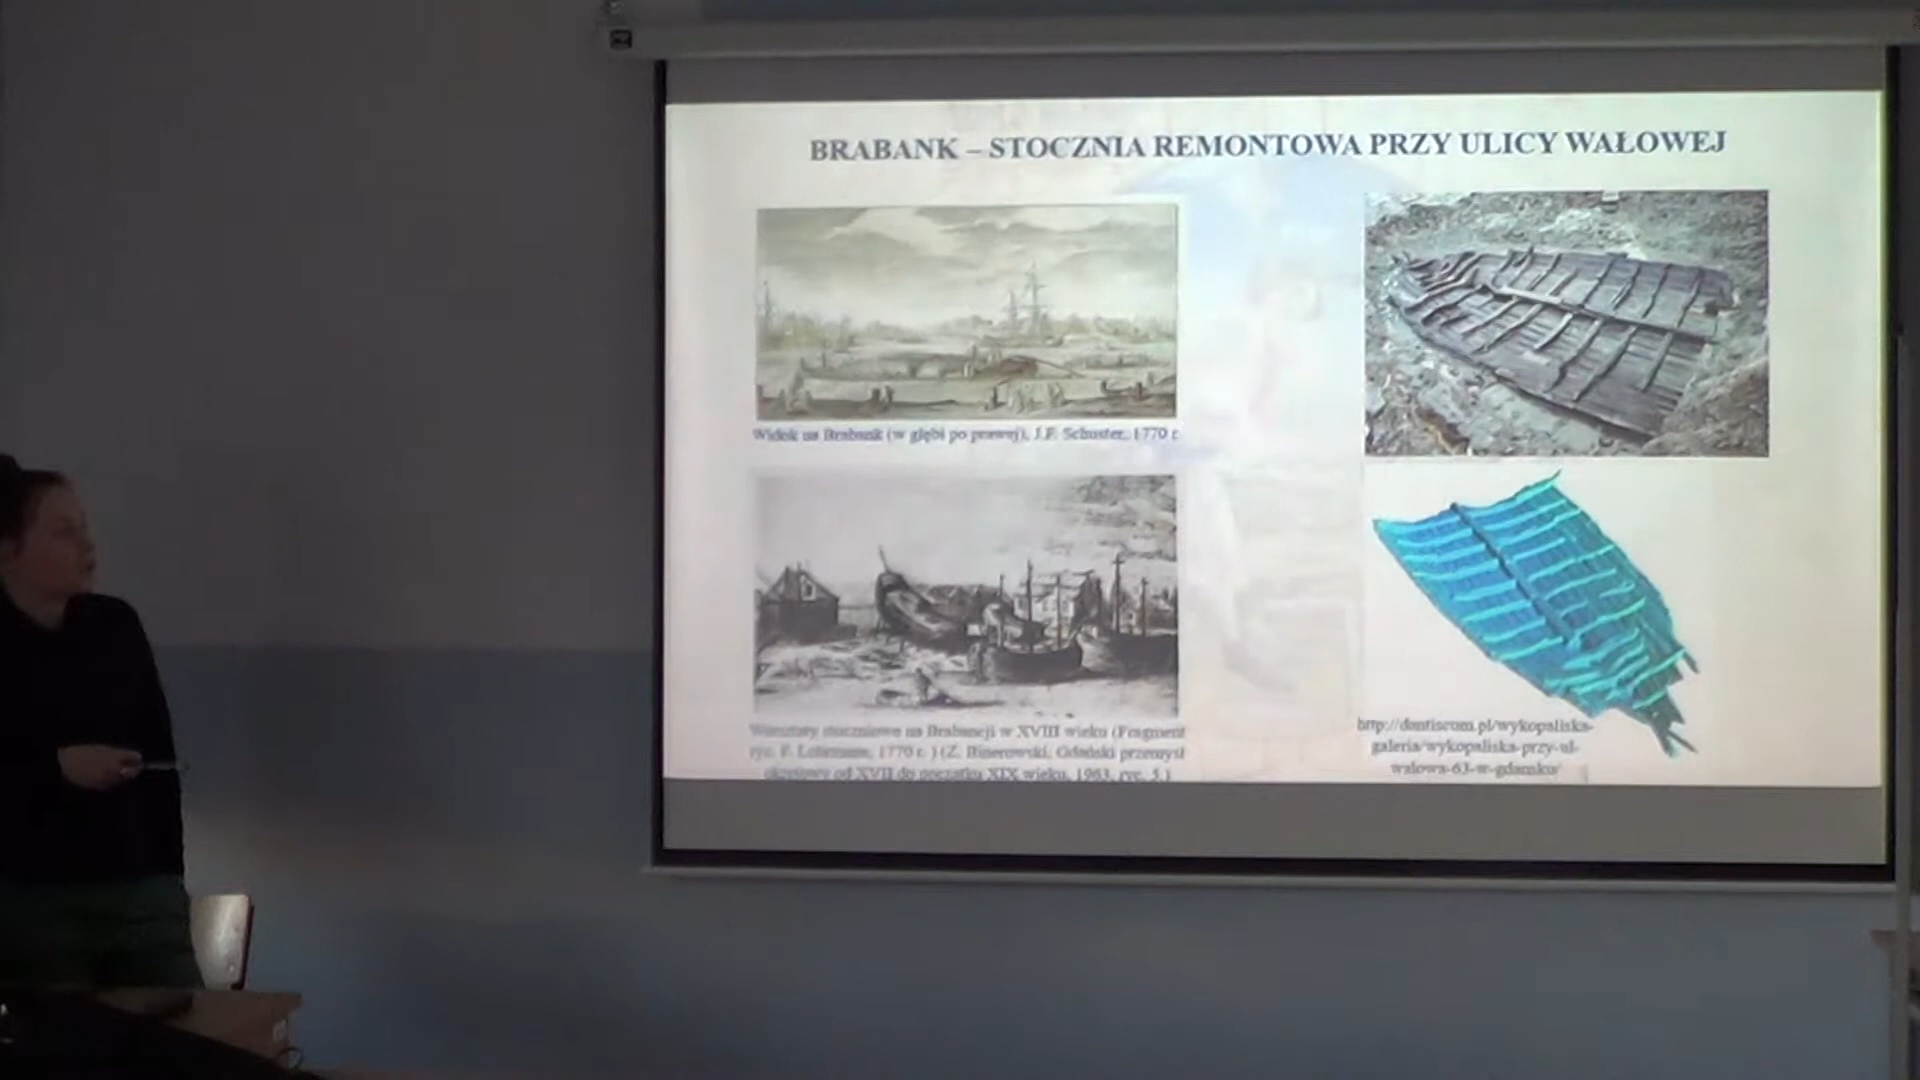 BRABANK – STOCZNIA REMONTOWA PRZY ULICY WAŁOWEJ
Widok na Brabank (w głębi po prawej), J.F. Schuster, 1770 r.
Warsztaty stoczniowe na Brabancji w XVIII wieku (Fragment
ryc. F. Lohrmana, 1770 r. ) (Z. Binerowski, Gdański przemysł
okrętowy od XVII do początku XIX wieku, 1963, ryc. 5.)
http://dantiscum.pl/wykopaliska-
galeria/wykopaliska-przy-ul-
walowa-63-w-gdansku/